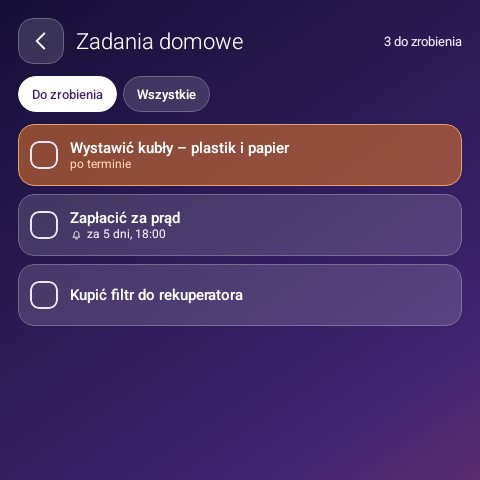 Zadania domowe
3 do zrobienia
Do zrobienia
Wszystkie
Wystawić kubły – plastik i papier
po terminie
Zapłacić za prąd
za 5 dni, 18:00
Kupić filtr do rekuperatora